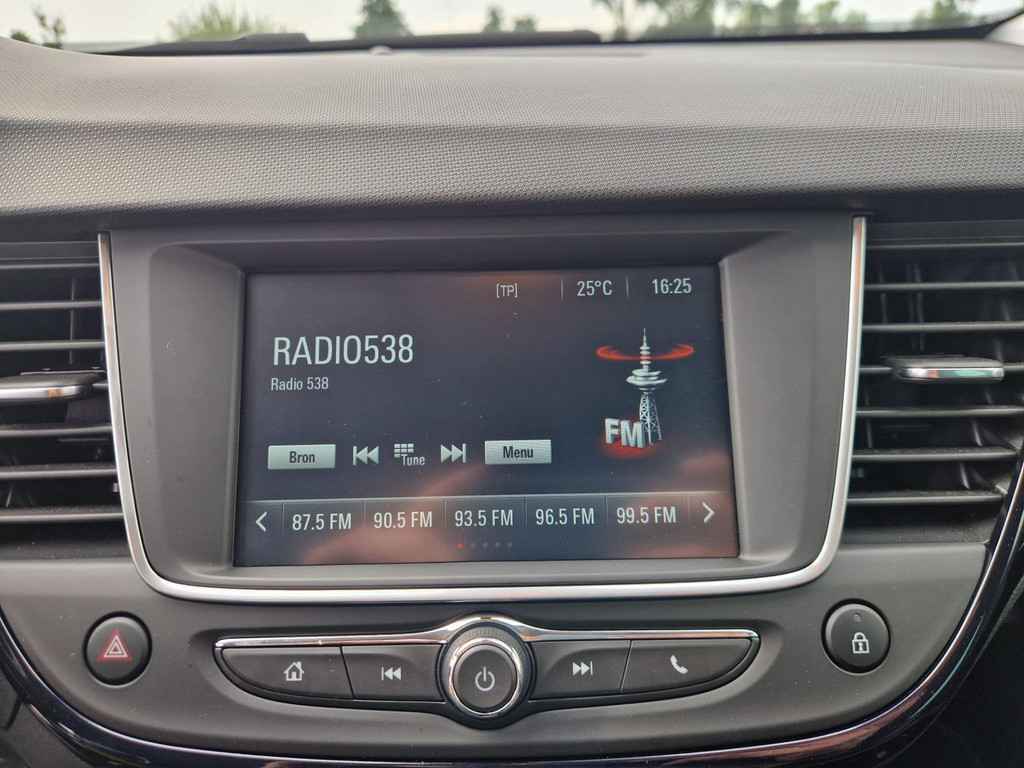 [TP] 25°C 16:25
RADIO538
Radio 538
FM
Bron Tune Menu
87.5 FM 90.5 FM 93.5 FM 96.5 FM 99.5 FM